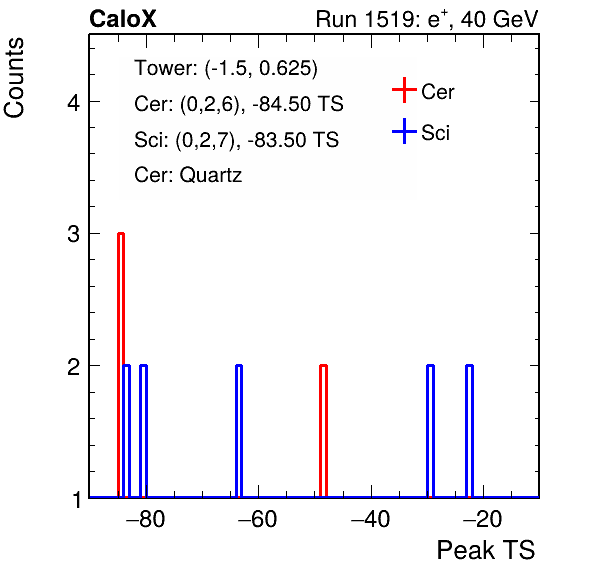 CaloX Run 1519: e⁺, 40 GeV
Counts
Tower: (-1.5, 0.625)
Cer: (0,2,6), -84.50 TS
Sci: (0,2,7), -83.50 TS
Cer: Quartz
Cer
Sci
4
3
2
1
−80 −60 −40 −20
Peak TS